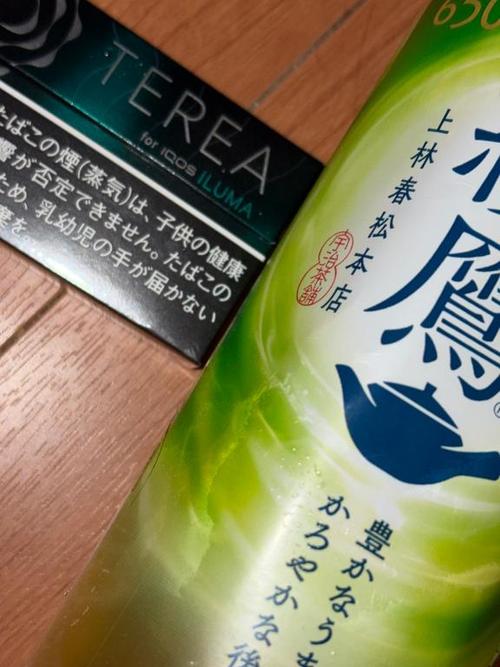 TEREA
for IQOS ILUMA
たばこの煙(蒸気)は、子供の健康
響が否定できません。たばこの
ため、乳幼児の手が届かない
650
上林春松本店
宇治茶舗
鷹
豊かなうま
かろやかな後